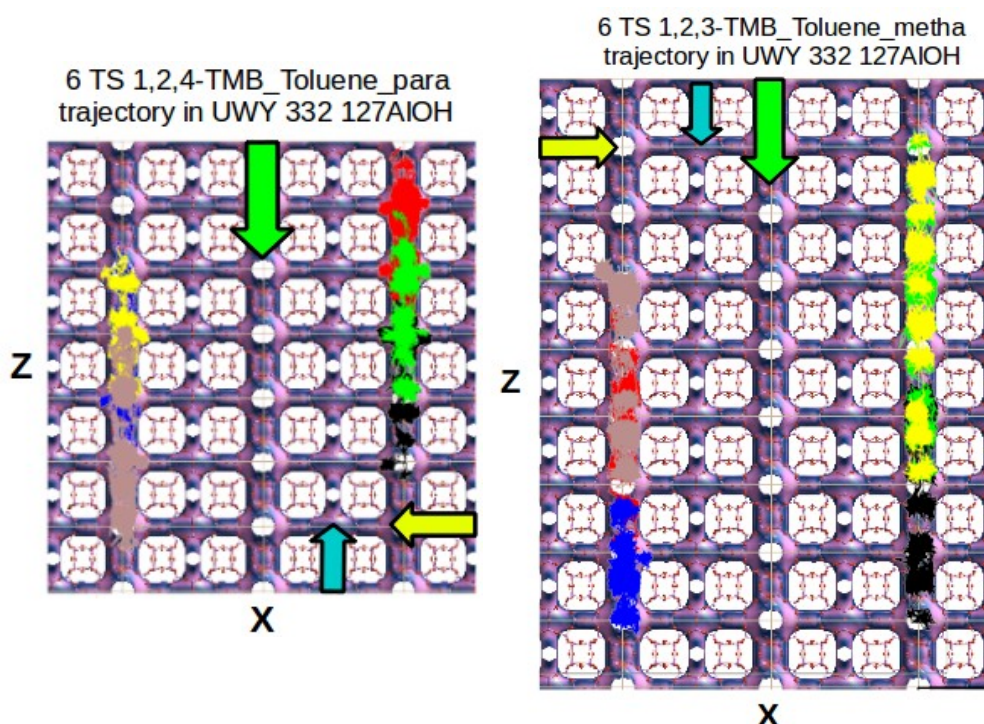 6 TS 1,2,4-TMB_Toluene_para
trajectory in UWY 332 127AlOH
Z
X
6 TS 1,2,3-TMB_Toluene_metha
trajectory in UWY 332 127AlOH
Z
X